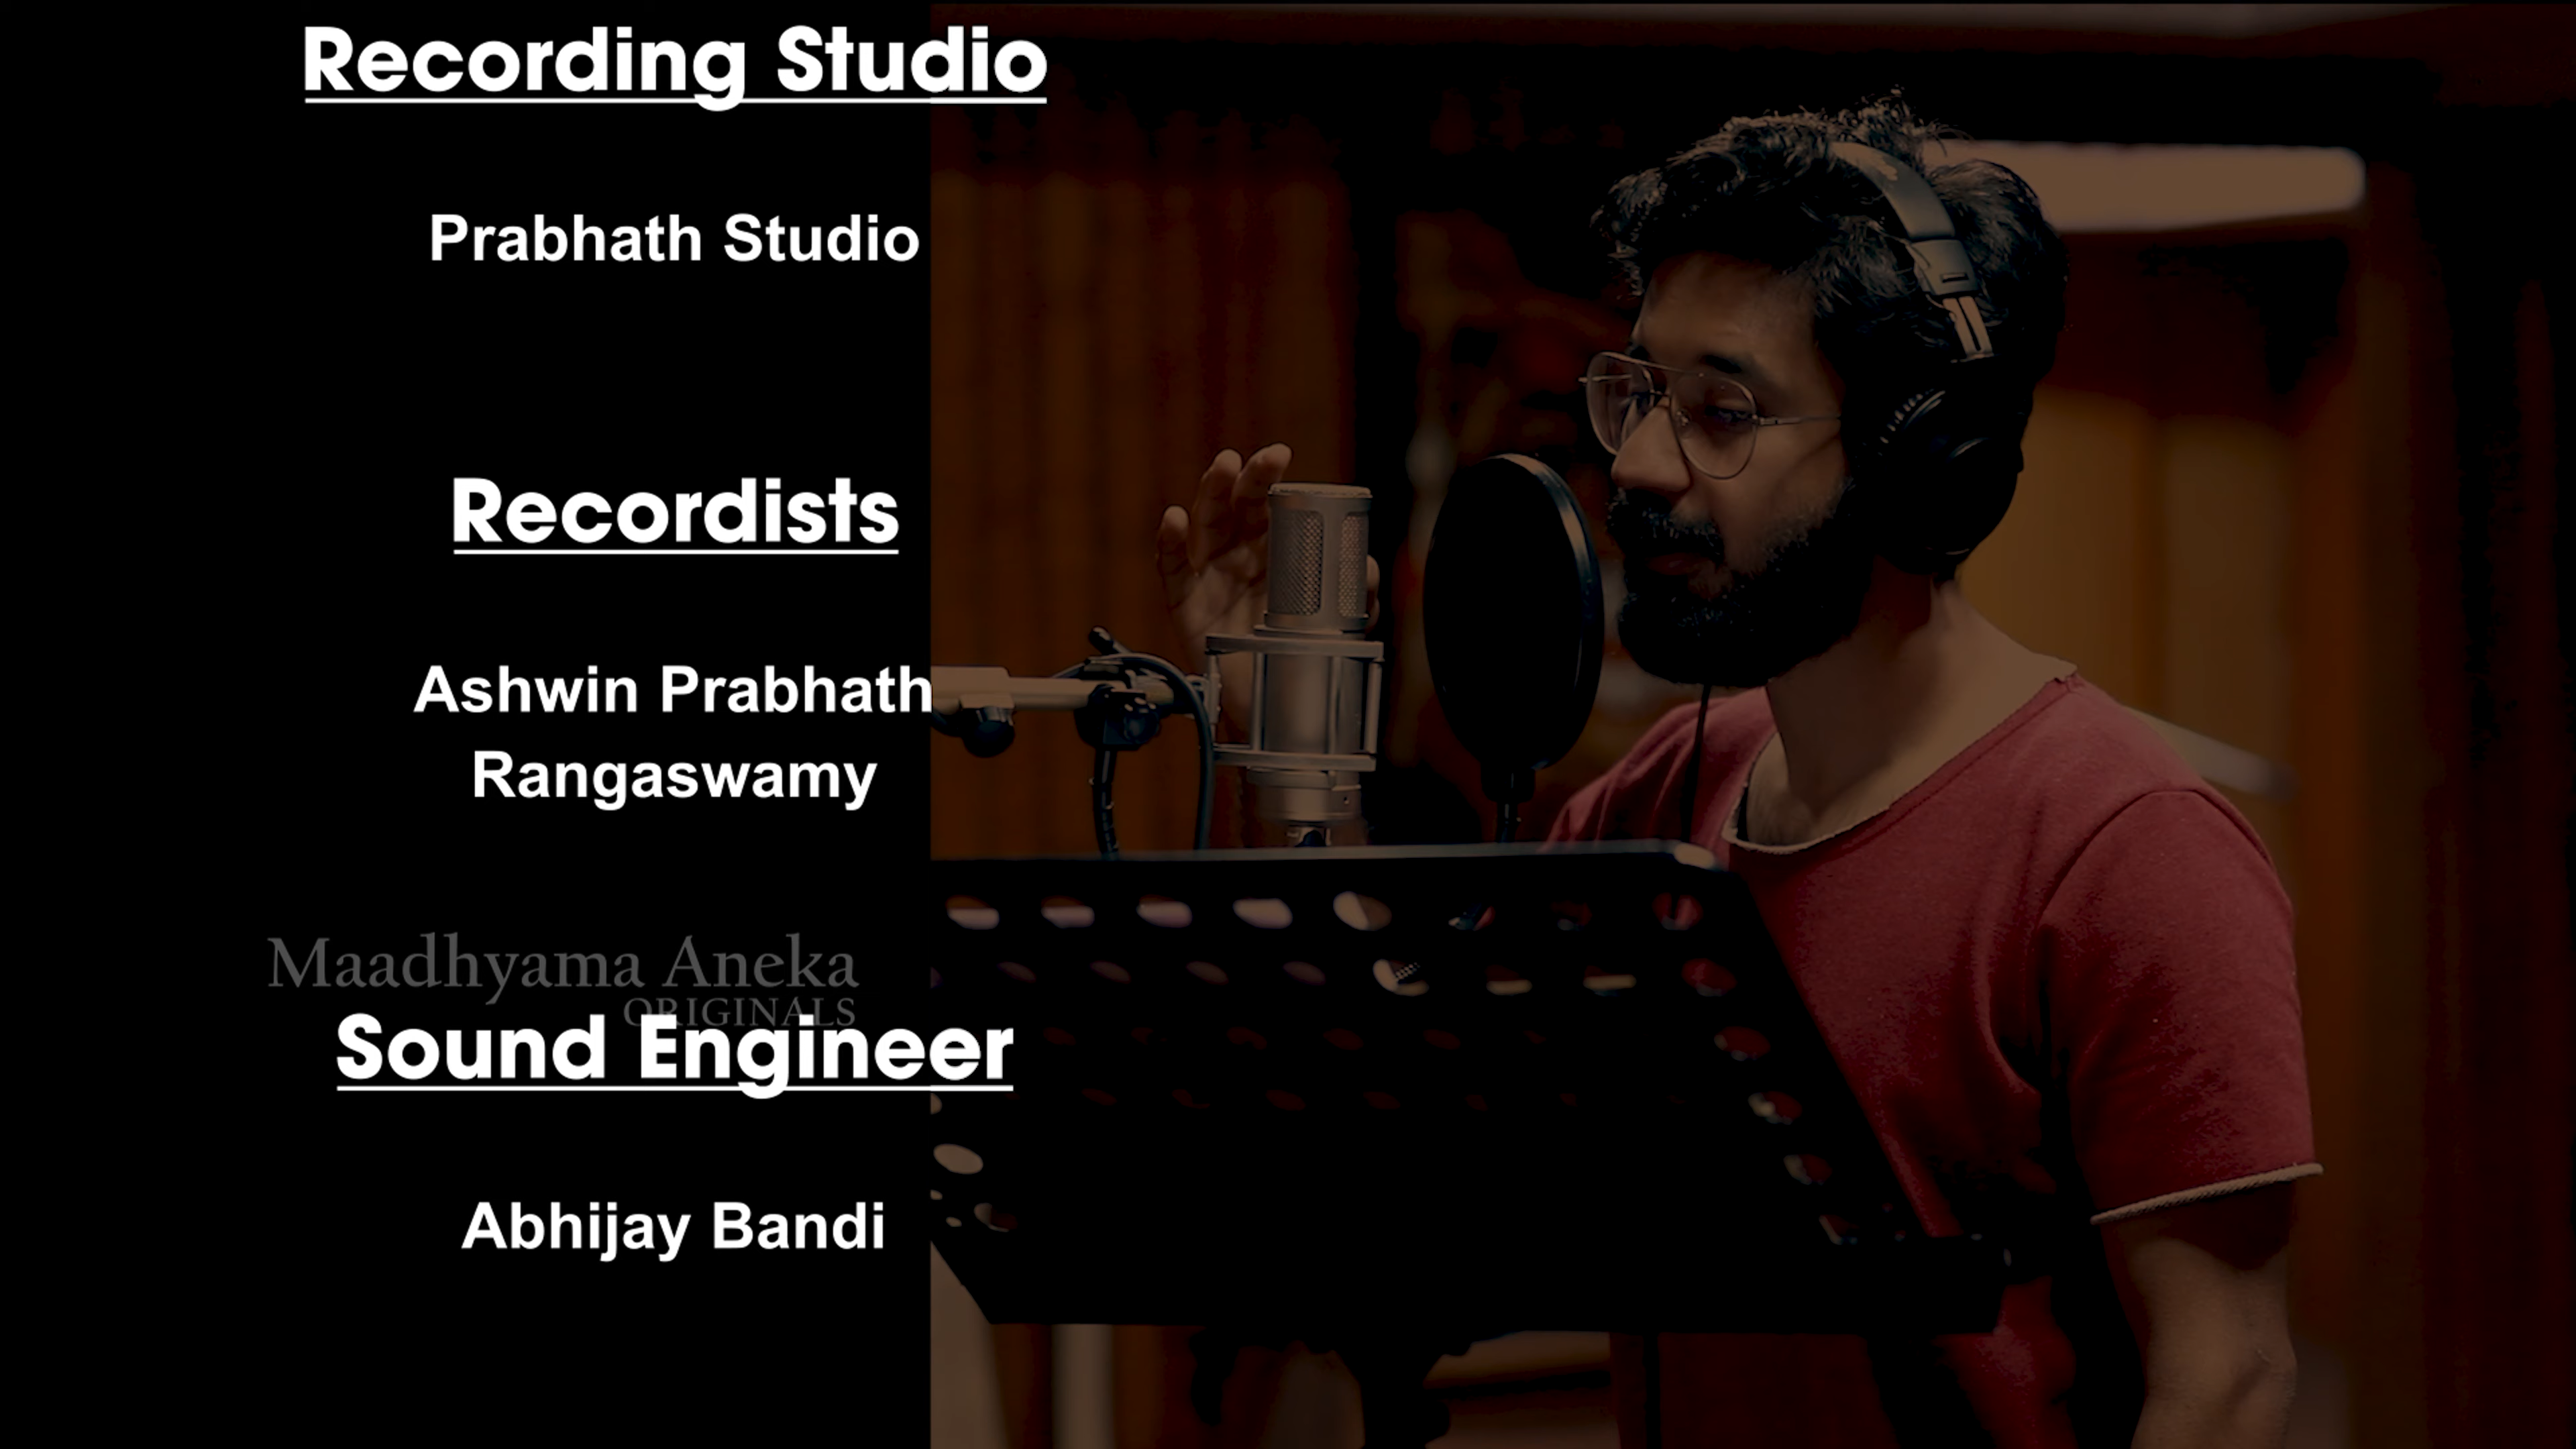 Recording Studio
Prabhath Studio
Recordists
Ashwin Prabhath
Rangaswamy
Maadhyama Aneka
ORIGINALS
Sound Engineer
Abhijay Bandi